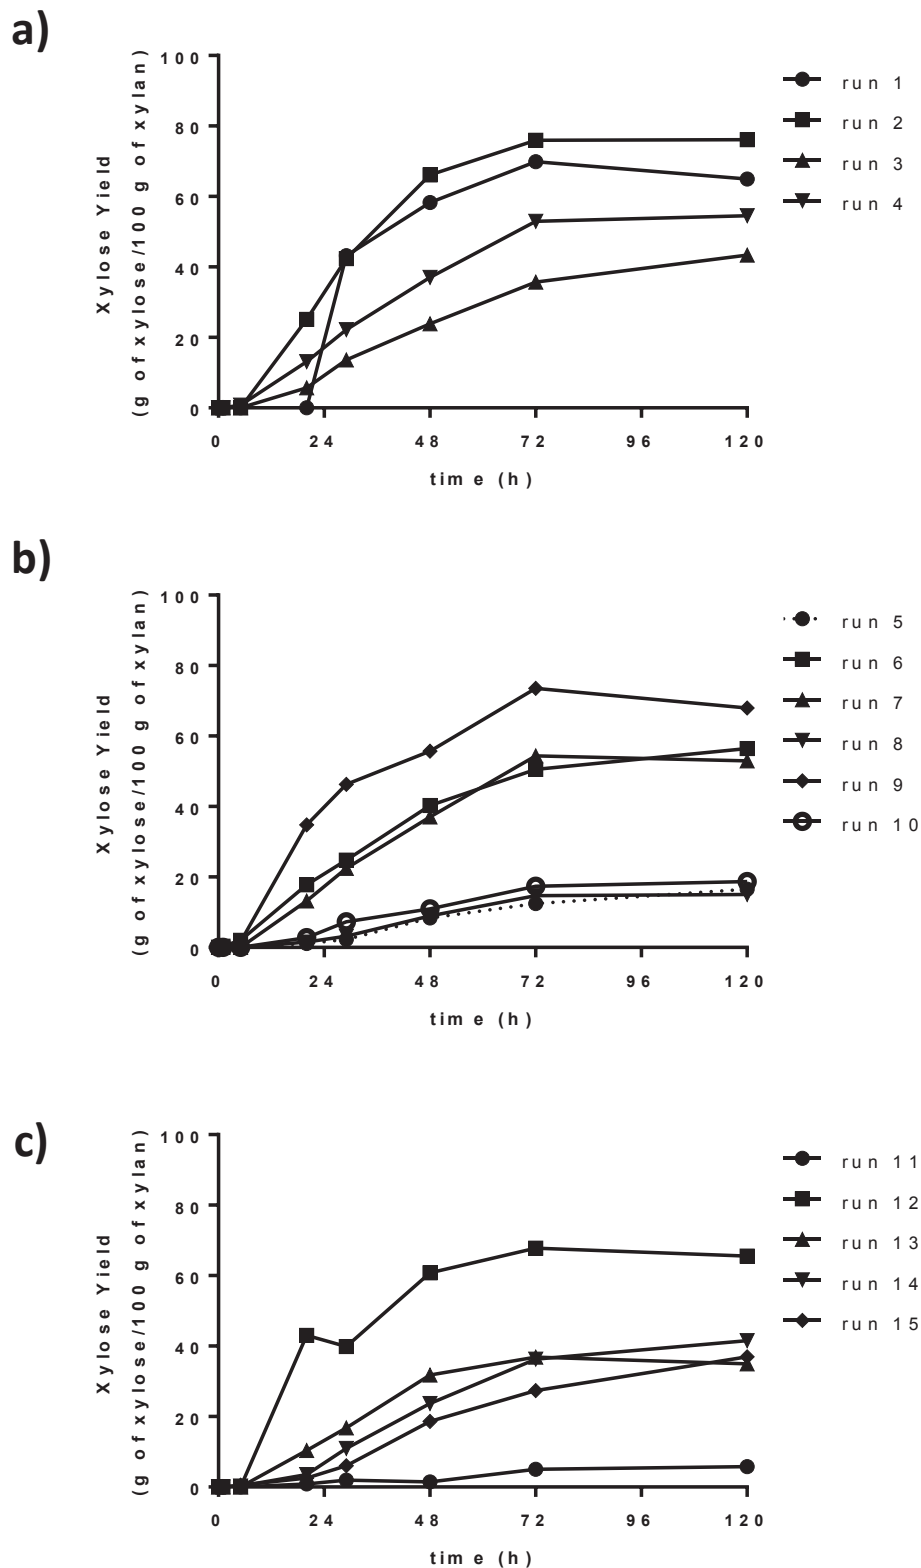 a)
Xylose Yield
(g of xylose/100 g of xylan)
100
80
60
40
20
0
0 24 48 72 96 120
time (h)
run 1
run 2
run 3
run 4
b)
Xylose Yield
(g of xylose/100 g of xylan)
100
80
60
40
20
0
0 24 48 72 96 120
time (h)
run 5
run 6
run 7
run 8
run 9
run 10
c)
Xylose Yield
(g of xylose/100 g of xylan)
100
80
60
40
20
0
0 24 48 72 96 120
time (h)
run 11
run 12
run 13
run 14
run 15